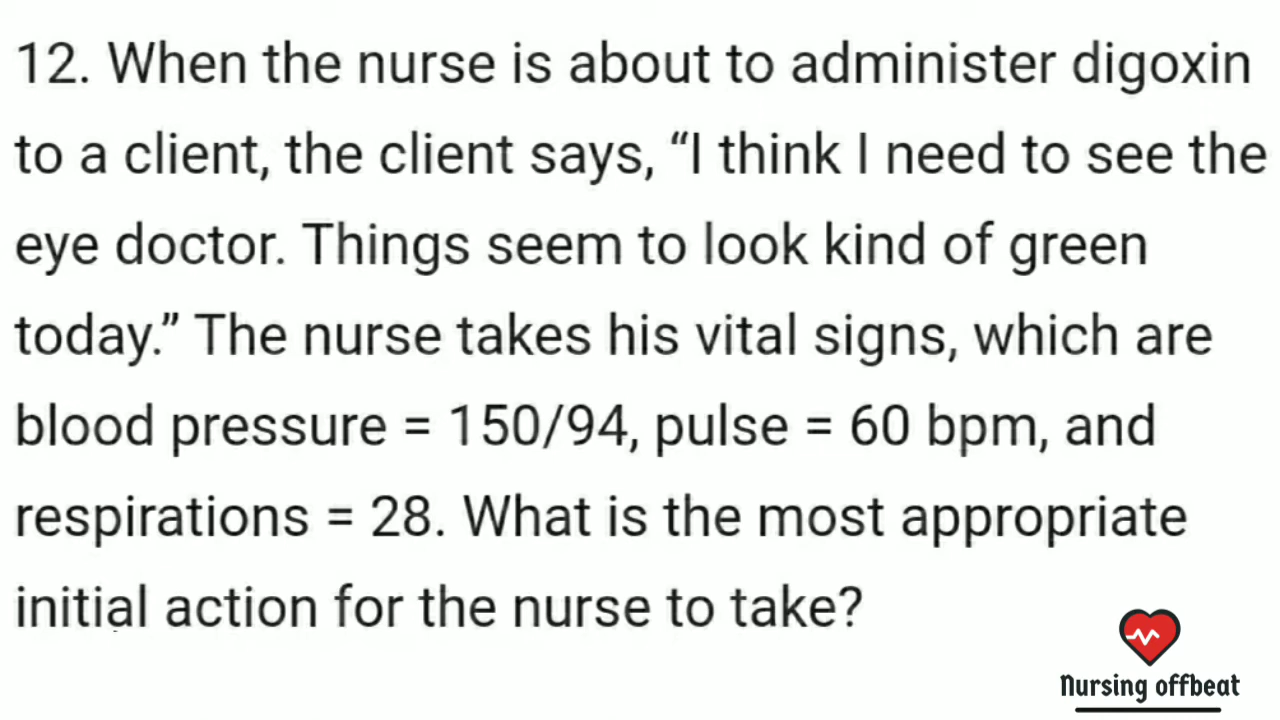 12. When the nurse is about to administer digoxin
to a client, the client says, “I think I need to see the
eye doctor. Things seem to look kind of green
today.” The nurse takes his vital signs, which are
blood pressure = 150/94, pulse = 60 bpm, and
respirations = 28. What is the most appropriate
initial action for the nurse to take?
Nursing offbeat